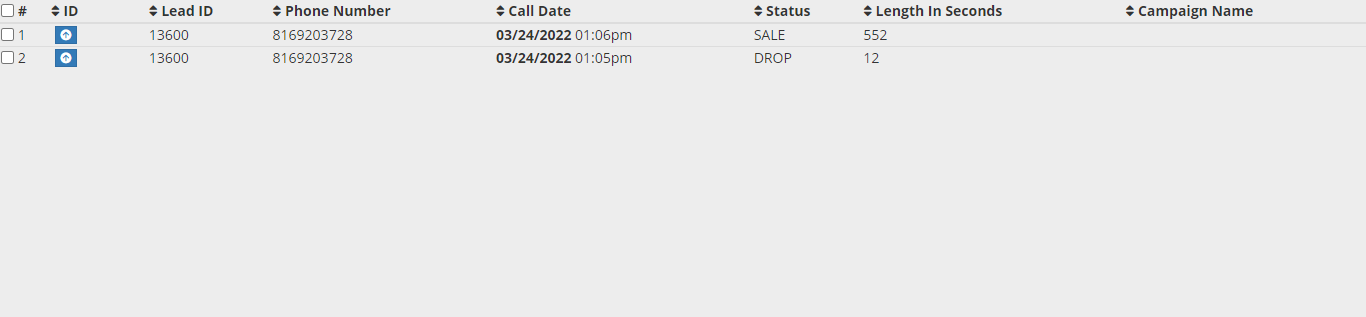 # ID Lead ID Phone Number Call Date Status Length In Seconds Campaign Name
1 13600 8169203728 03/24/2022 01:06pm SALE 552
2 13600 8169203728 03/24/2022 01:05pm DROP 12